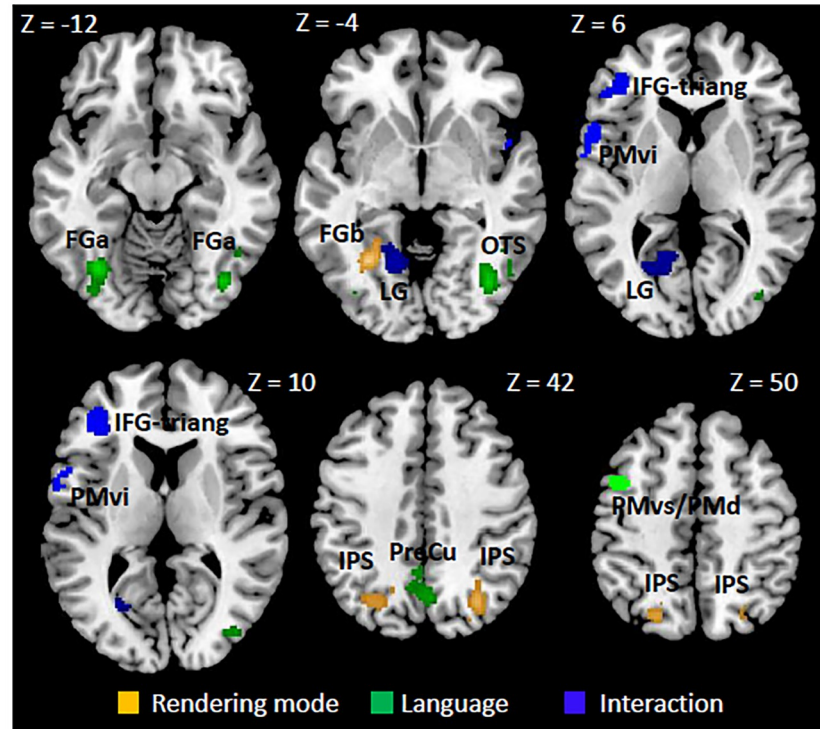 Z = -12
Z = -4
Z = 6
IFG-triang
PMvi
FGa
FGa
FGb
OTS
LG
LG
Z = 10
Z = 42
Z = 50
IFG-triang
PMvi
PMvs/PMd
IPS
PreCu
IPS
IPS
IPS
Rendering mode
Language
Interaction